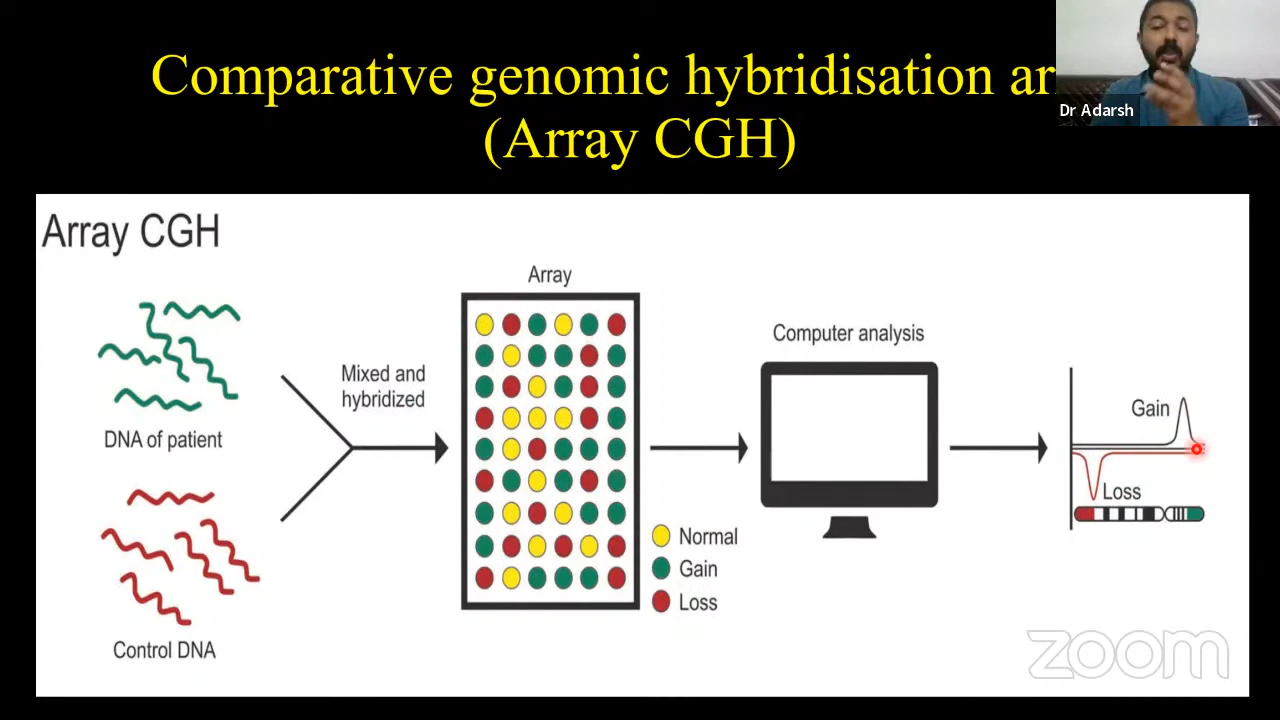 Comparative genomic hybridisation
(Array CGH)
Dr Adarsh
Array CGH
Array
Computer analysis
Mixed and
hybridized
DNA of patient
Gain
Loss
Normal
Gain
Loss
Control DNA
zoom